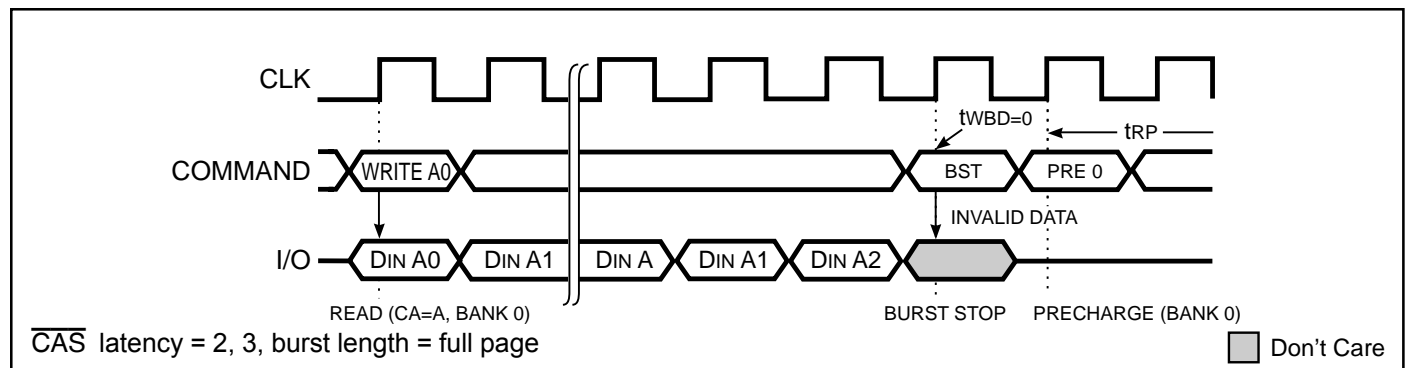 CLK
tWBD=0
tRP
COMMAND WRITE A0 BST PRE 0
INVALID DATA
I/O DIN A0 DIN A1 DIN A DIN A1 DIN A2
READ (CA=A, BANK 0) BURST STOP PRECHARGE (BANK 0)
CAS latency = 2, 3, burst length = full page Don't Care